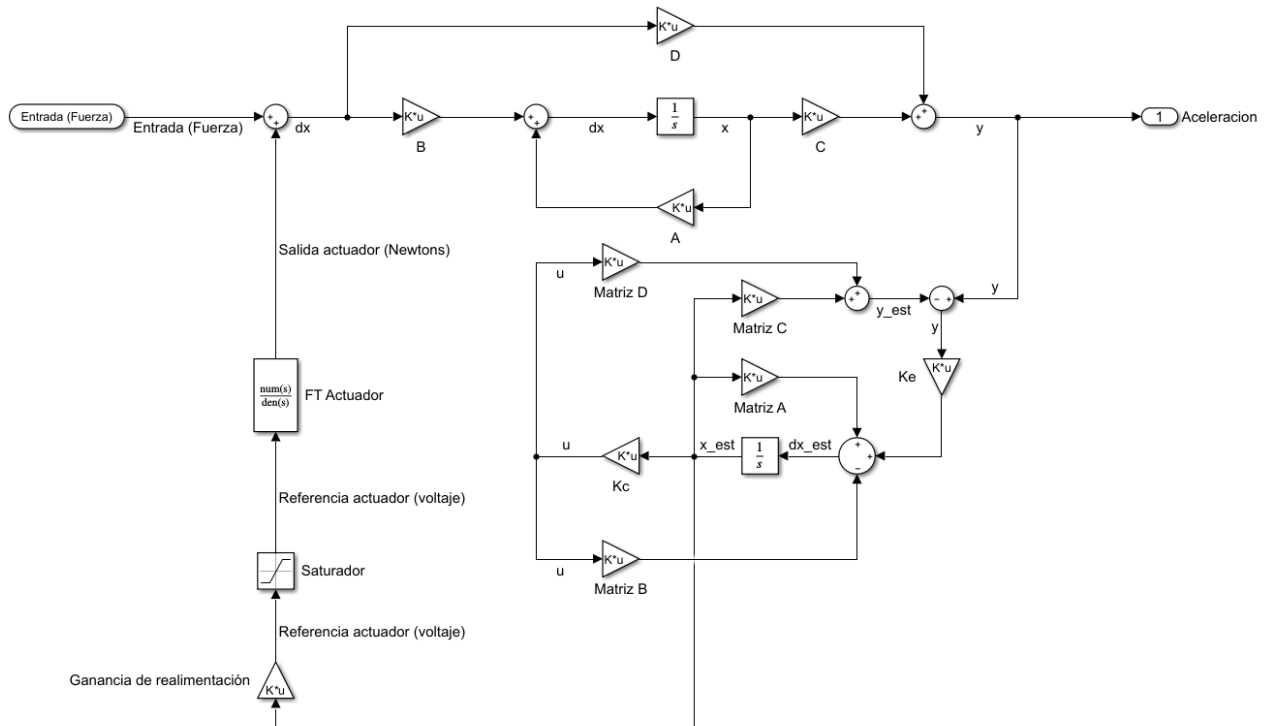 K*u
D
Entrada (Fuerza)
Entrada (Fuerza)
+
+
dx
K*u
B
+
+
dx
1
s
x
K*u
C
+
+
y
1
Aceleracion
K*u
A
Salida actuador (Newtons)
u
K*u
Matriz D
K*u
Matriz C
+
+
y_est
-
+
y
y
K*u
Ke
num(s)
den(s)
FT Actuador
K*u
Matriz A
u
K*u
Kc
x_est
1
s
dx_est
+
+
−
Referencia actuador (voltaje)
u
K*u
Matriz B
Saturador
Referencia actuador (voltaje)
Ganancia de realimentación
K*u